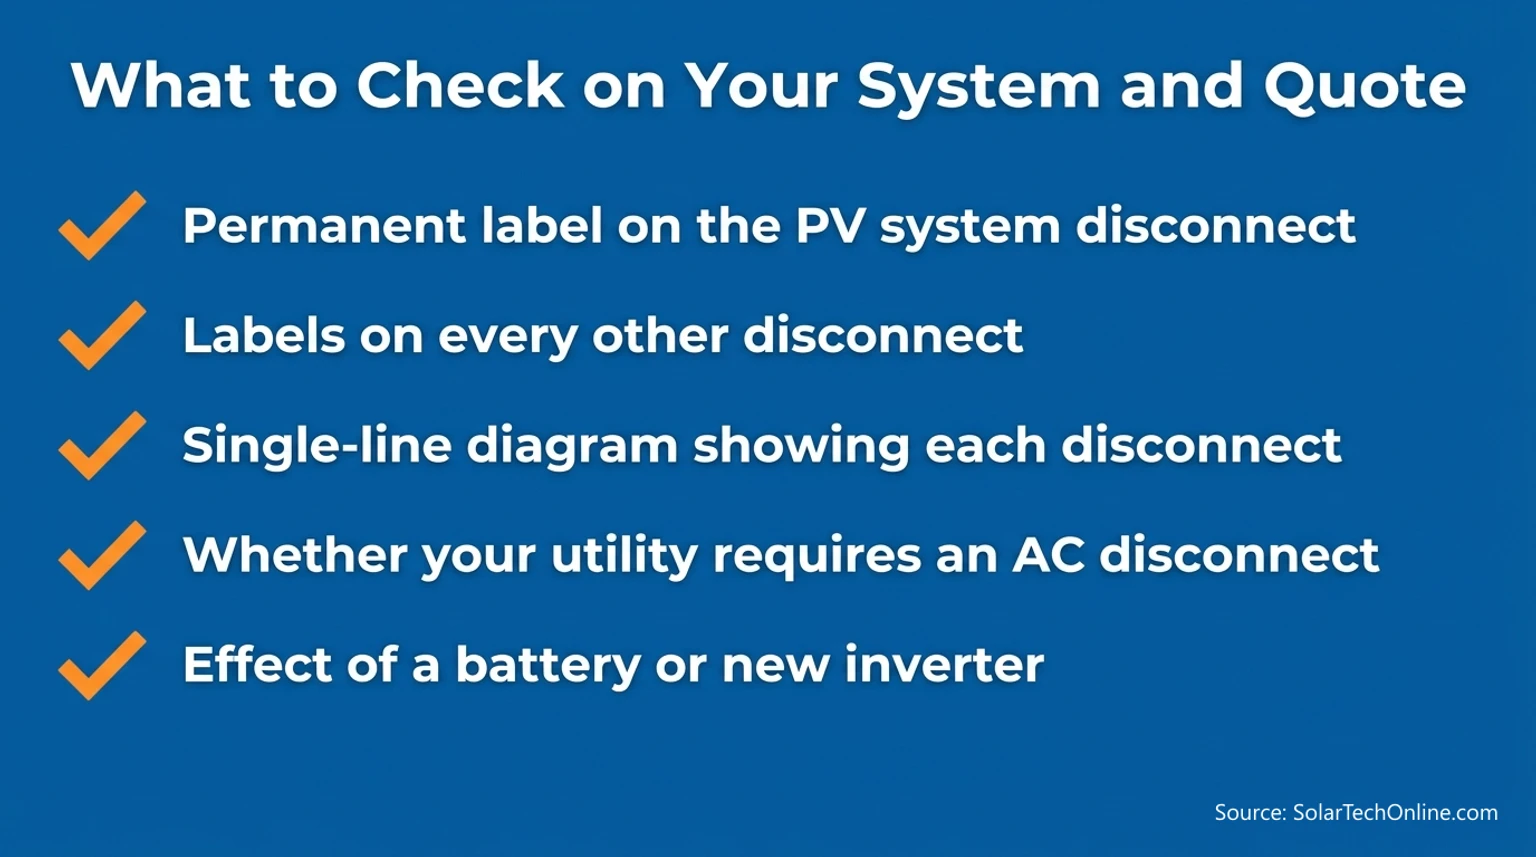 What to Check on Your System and Quote
Permanent label on the PV system disconnect
Labels on every other disconnect
Single-line diagram showing each disconnect
Whether your utility requires an AC disconnect
Effect of a battery or new inverter
Source: SolarTechOnline.com